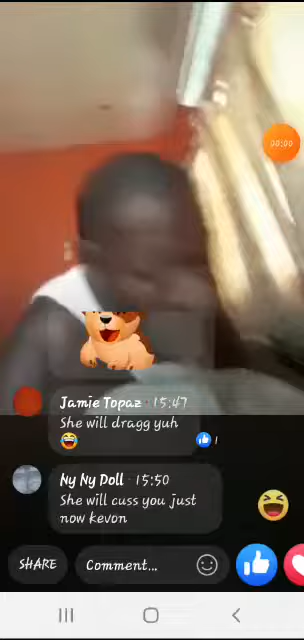 00:00
Jamie Topaz · 15:47
She will dragg yuh
😂
1
Ny Ny Doll · 15:50
She will cuss you just
now kevon
SHARE
Comment...